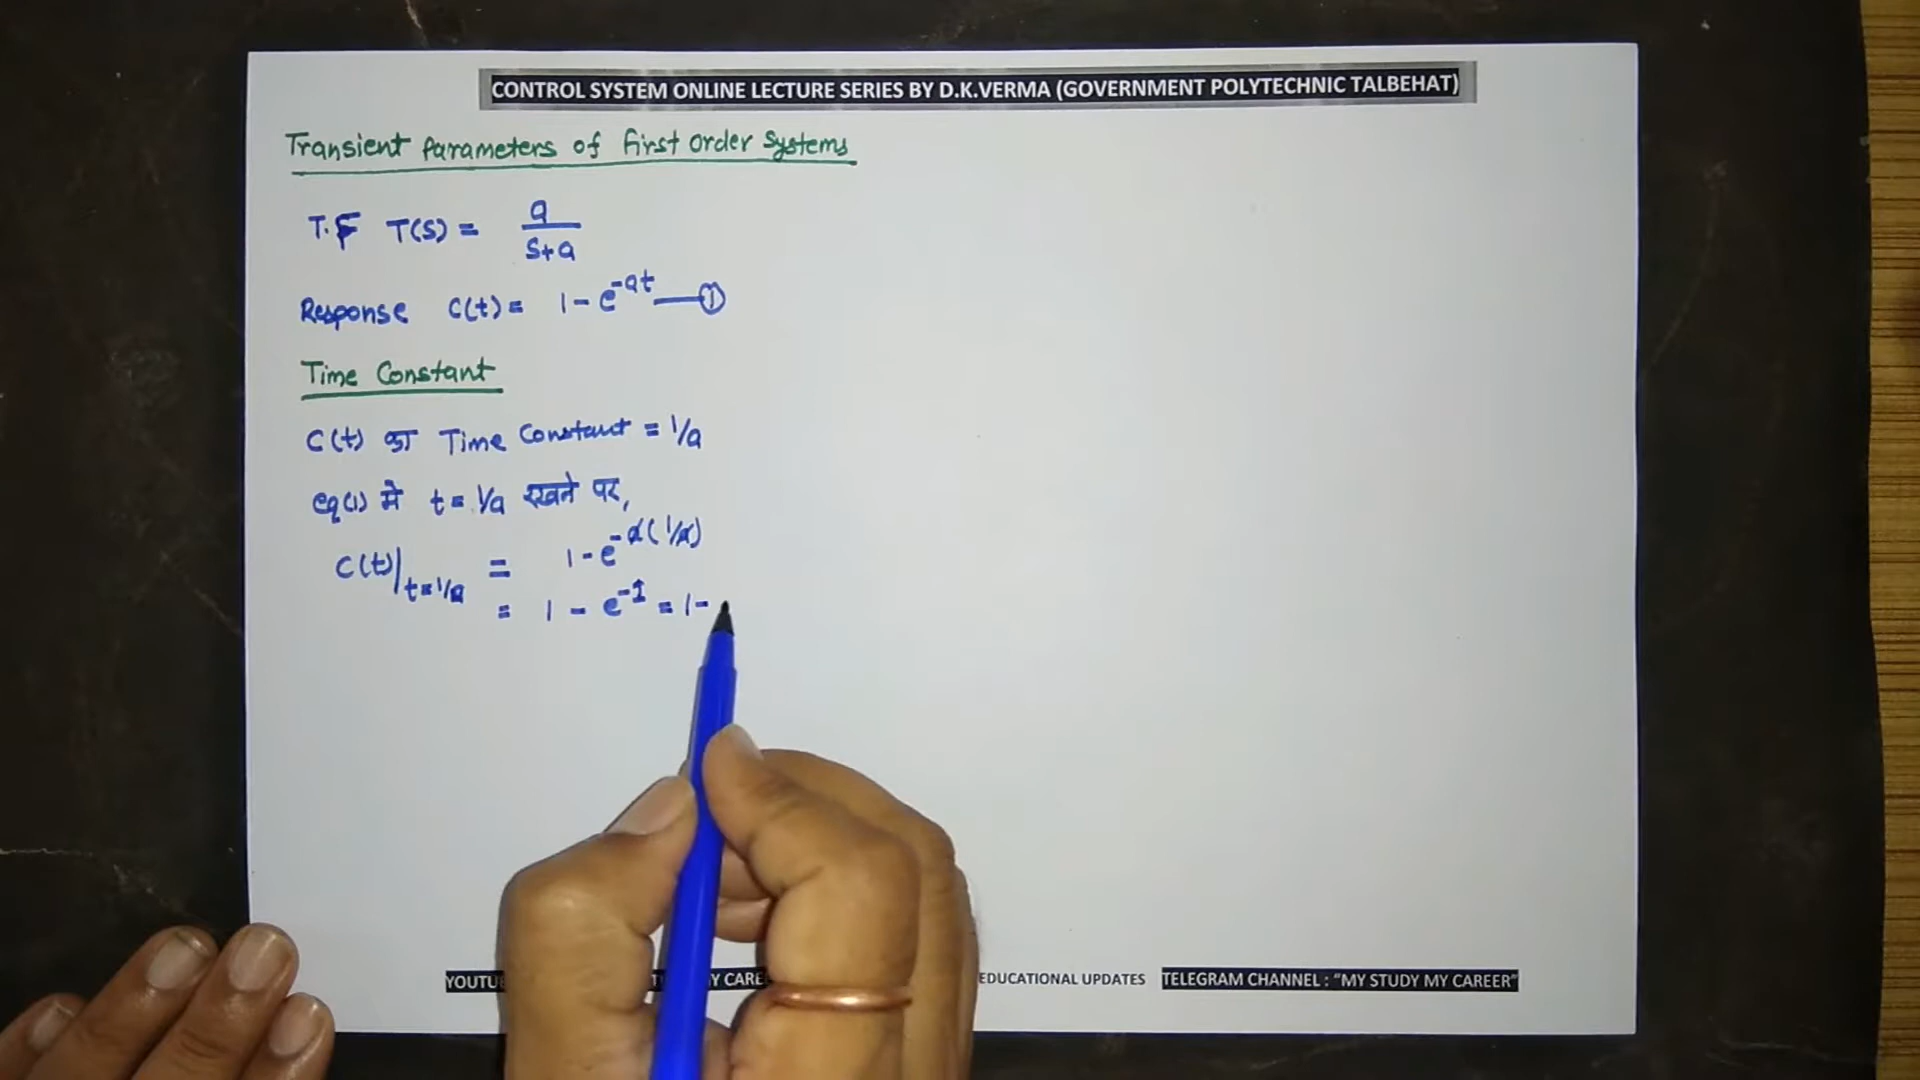 CONTROL SYSTEM ONLINE LECTURE SERIES BY D.K.VERMA (GOVERNMENT POLYTECHNIC TALBEHAT)
Transient Parameters of First Order Systems
T.F T(S) = a/(S+a)
Response C(t) = 1 - e^-at —①
Time Constant
C(t) का Time Constant = 1/a
eq(1) मे t = 1/a रखने पर,
C(t)|t=1/a = 1 - e^-a(1/a)
= 1 - e^-1 = 1 -
EDUCATIONAL UPDATES TELEGRAM CHANNEL : "MY STUDY MY CAREER"